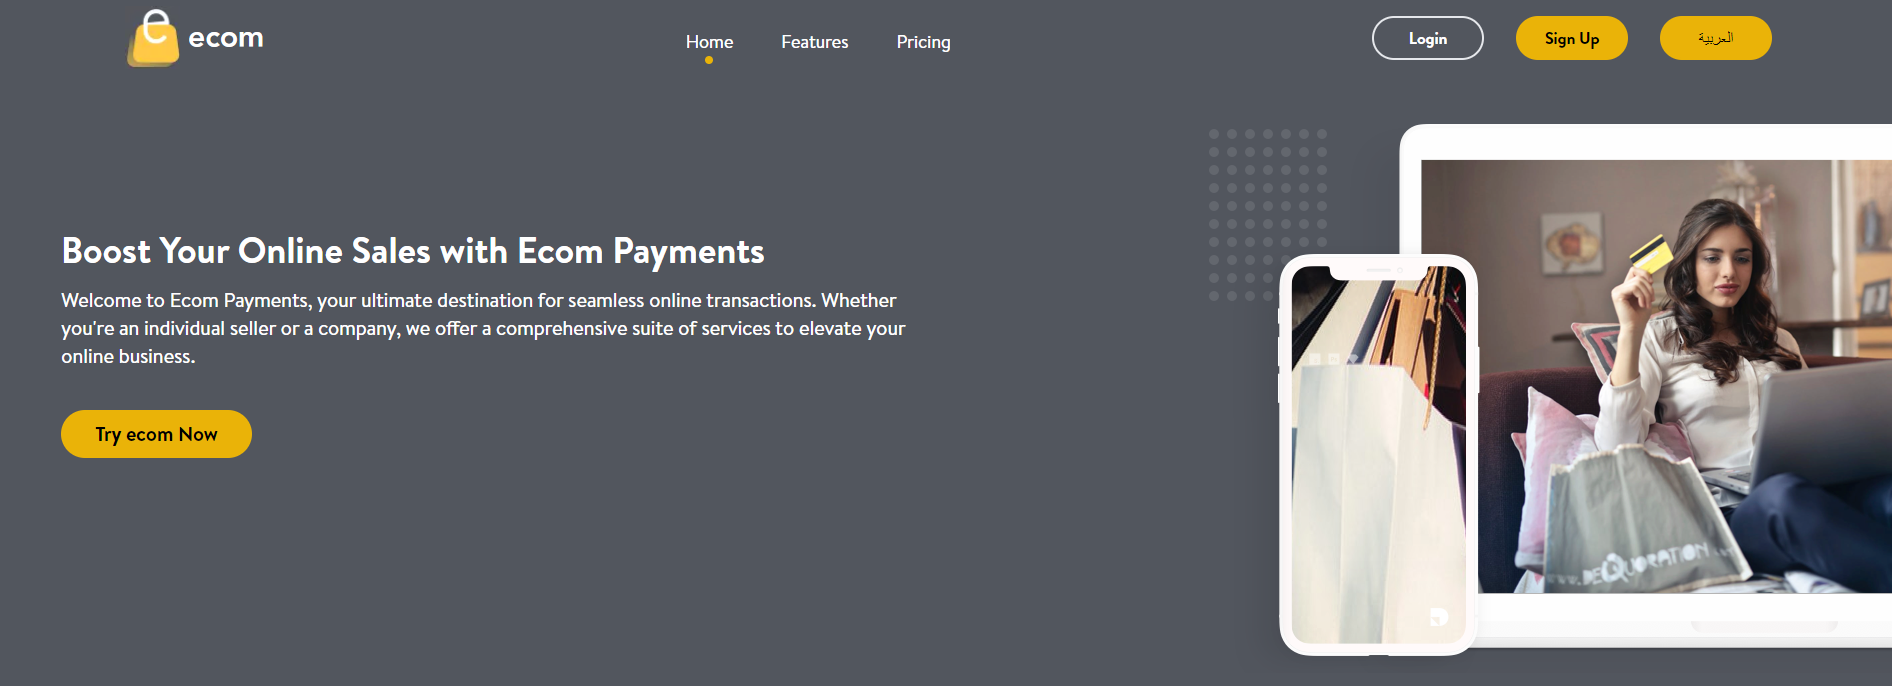 ecom
Home
Features
Pricing
Login
Sign Up
العربية
Boost Your Online Sales with Ecom Payments
Welcome to Ecom Payments, your ultimate destination for seamless online transactions. Whether
you're an individual seller or a company, we offer a comprehensive suite of services to elevate your
online business.
Try ecom Now
www.DEQUORATION.com